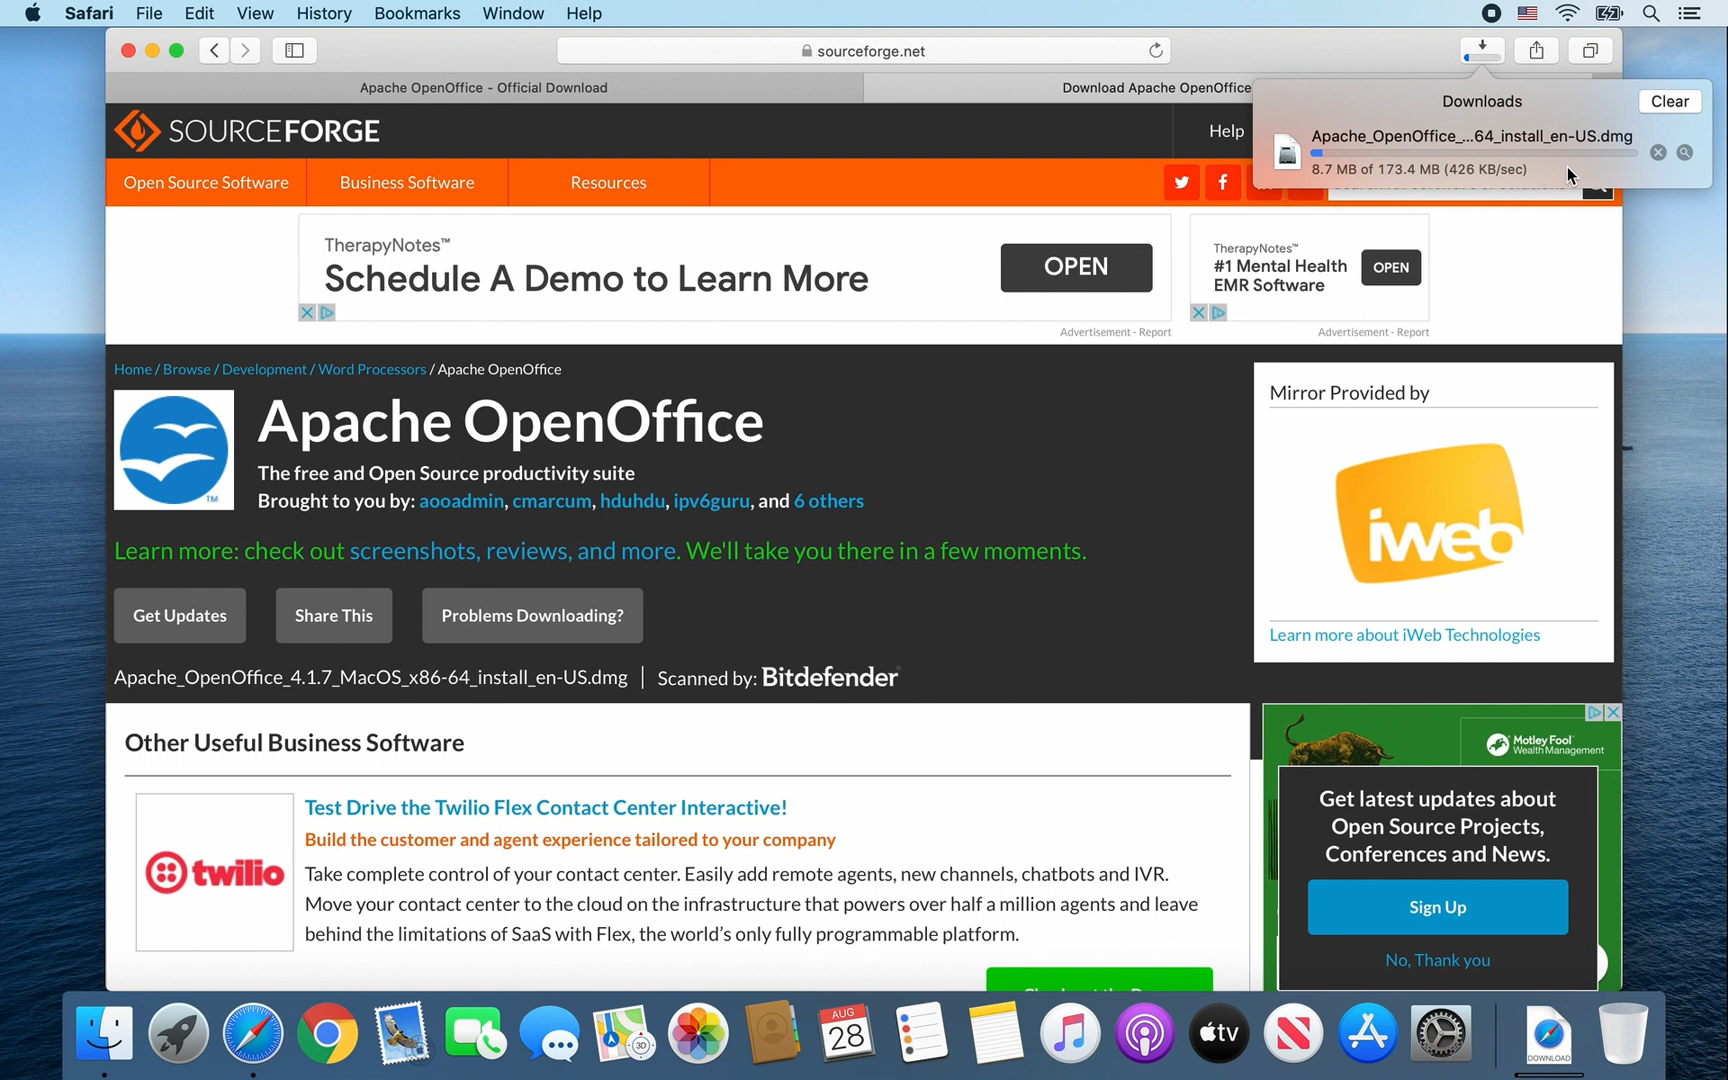 Safari File Edit View History Bookmarks Window Help
sourceforge.net
Apache OpenOffice - Official Download
Download Apache OpenOffice
Downloads
Clear
Apache_OpenOffice_...64_install_en-US.dmg
8.7 MB of 173.4 MB (426 KB/sec)
SOURCEFORGE
Help
Open Source Software Business Software Resources
TherapyNotes™
Schedule A Demo to Learn More
OPEN
TherapyNotes™
#1 Mental Health
EMR Software
OPEN
Advertisement - Report
Advertisement - Report
Home / Browse / Development / Word Processors / Apache OpenOffice
Apache OpenOffice
The free and Open Source productivity suite
Brought to you by: aooadmin, cmarcum, hduhdu, ipv6guru, and 6 others
TM
Learn more: check out screenshots, reviews, and more. We'll take you there in a few moments.
Get Updates Share This Problems Downloading?
Apache_OpenOffice_4.1.7_MacOS_x86-64_install_en-US.dmg | Scanned by: Bitdefender
Mirror Provided by
iweb
Learn more about iWeb Technologies
Other Useful Business Software
twilio
Test Drive the Twilio Flex Contact Center Interactive!
Build the customer and agent experience tailored to your company
Take complete control of your contact center. Easily add remote agents, new channels, chatbots and IVR.
Move your contact center to the cloud on the infrastructure that powers over half a million agents and leave
behind the limitations of SaaS with Flex, the world's only fully programmable platform.
Motley Fool
Wealth Management
Get latest updates about
Open Source Projects,
Conferences and News.
Sign Up
No, Thank you
3D
AUG
28
tv
DOWNLOAD